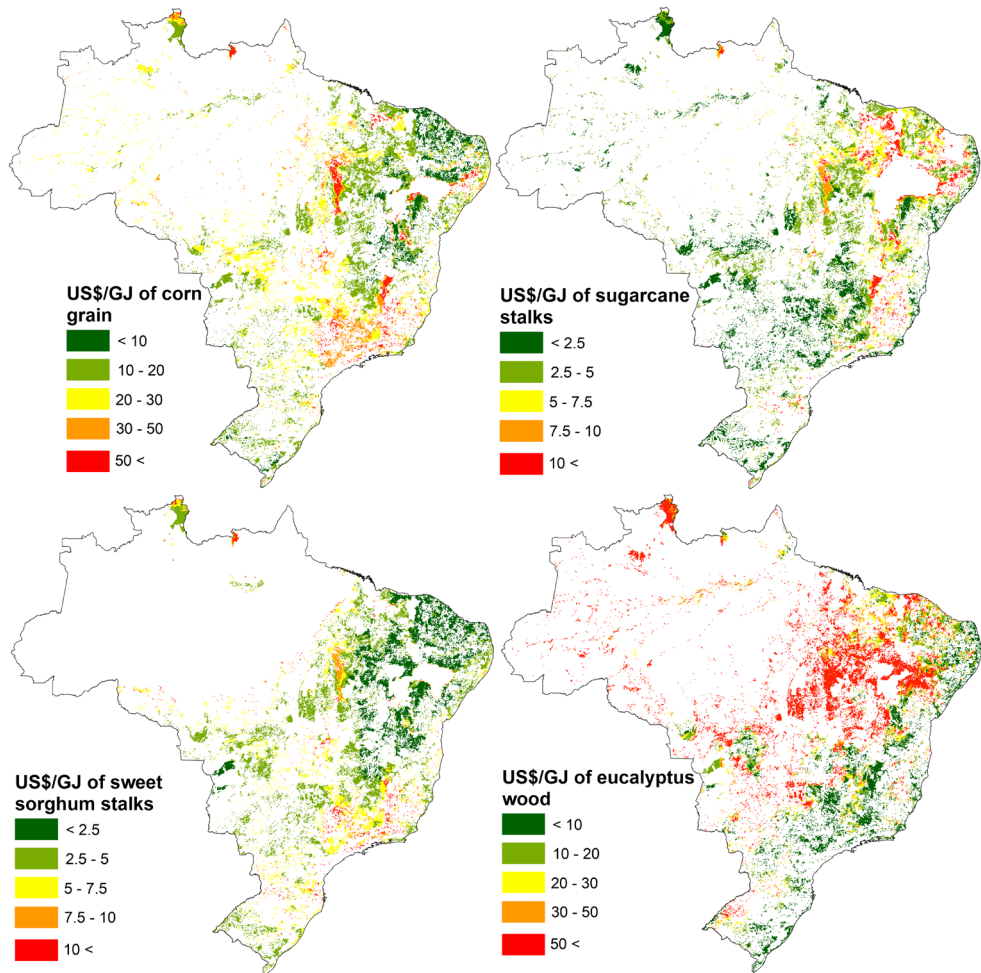 US$/GJ of corn
grain
< 10
10 - 20
20 - 30
30 - 50
50 <
US$/GJ of sugarcane
stalks
< 2.5
2.5 - 5
5 - 7.5
7.5 - 10
10 <
US$/GJ of sweet
sorghum stalks
< 2.5
2.5 - 5
5 - 7.5
7.5 - 10
10 <
US$/GJ of eucalyptus
wood
< 10
10 - 20
20 - 30
30 - 50
50 <